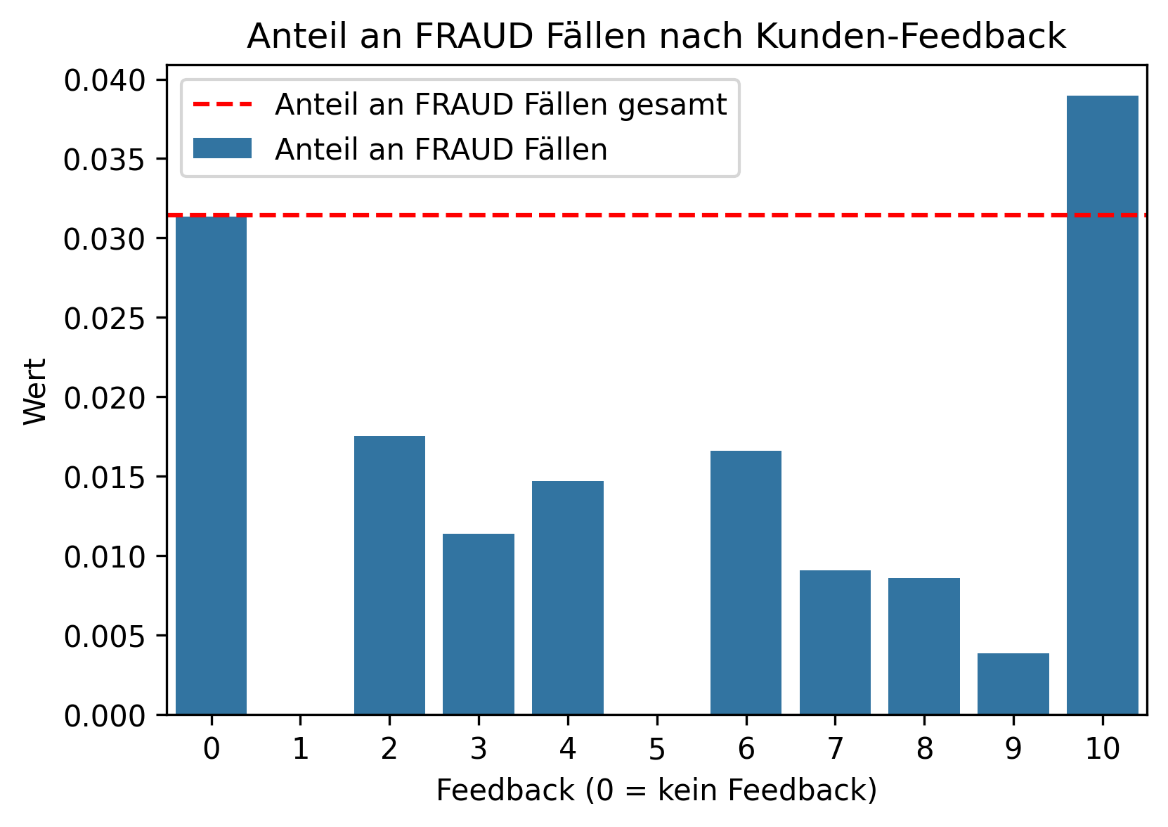 Anteil an FRAUD Fällen nach Kunden-Feedback
0.040
0.035
0.030
0.025
0.020
0.015
0.010
0.005
0.000
Wert
Anteil an FRAUD Fällen gesamt
Anteil an FRAUD Fällen
0 1 2 3 4 5 6 7 8 9 10
Feedback (0 = kein Feedback)